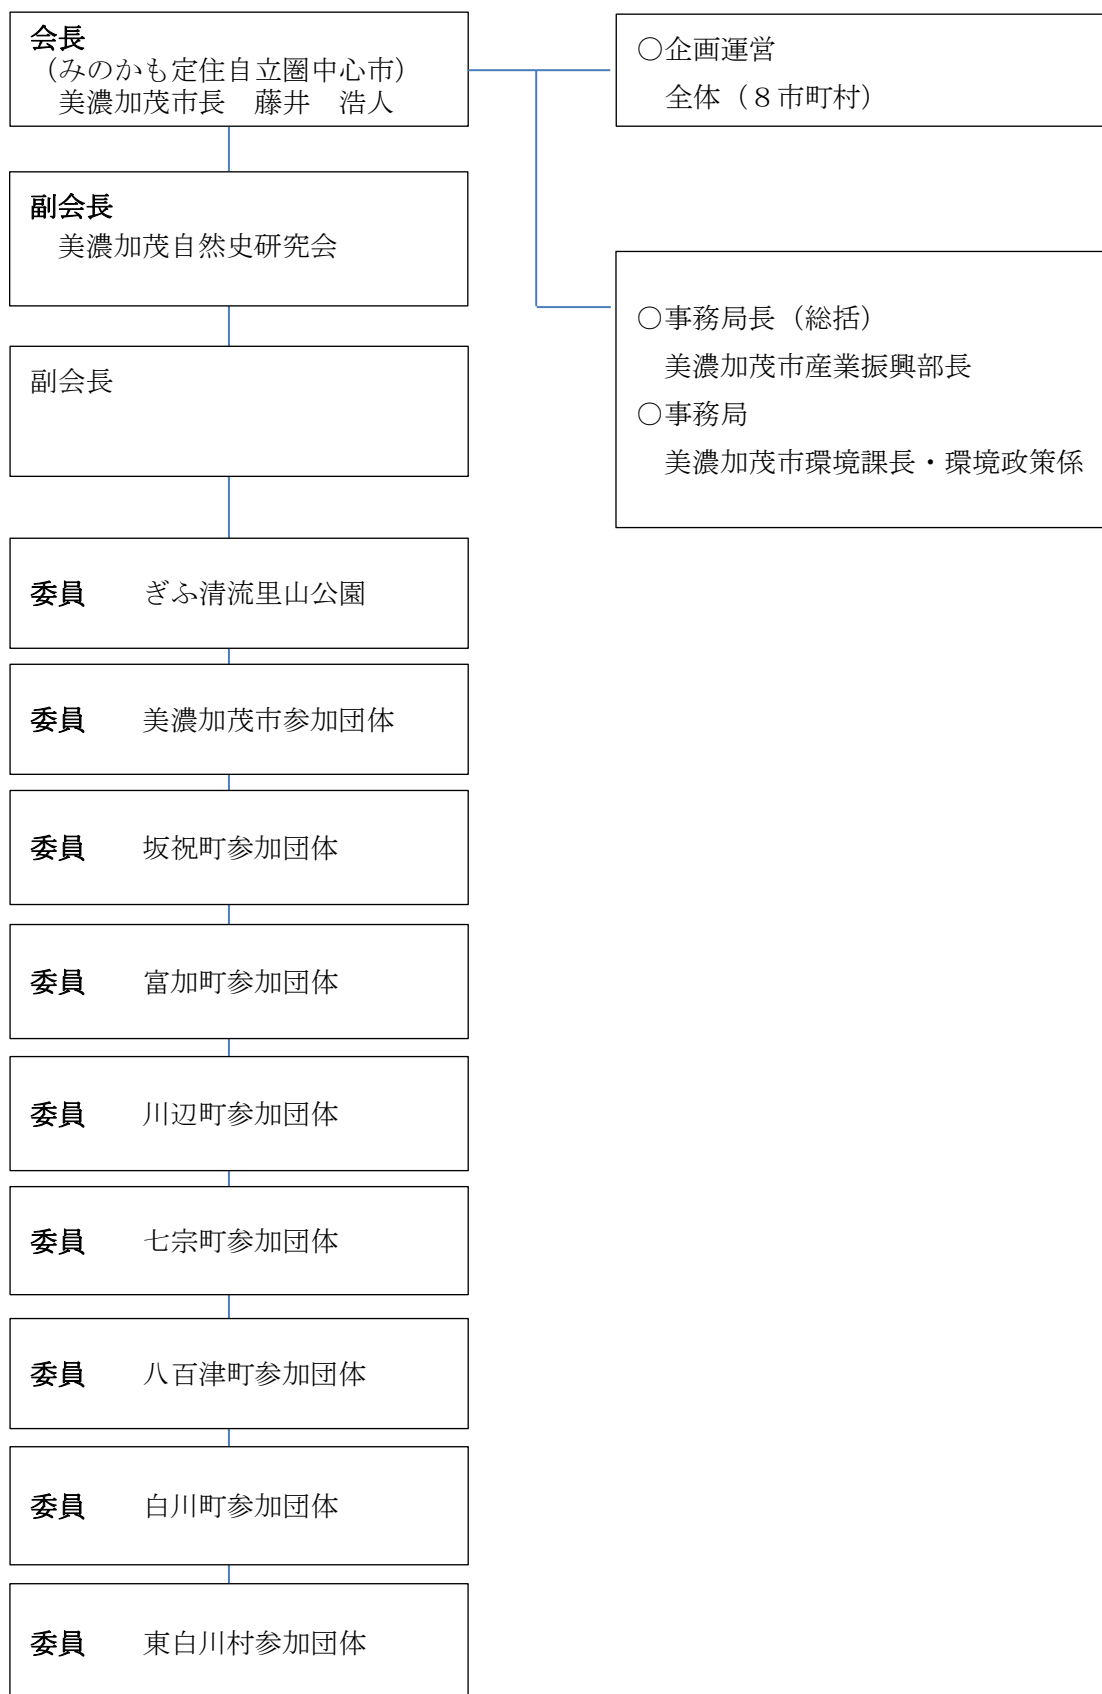 会長
（みのかも定住自立圏中心市）
美濃加茂市長　藤井　浩人
○企画運営
全体（８市町村）
副会長
美濃加茂自然史研究会
○事務局長（総括）
美濃加茂市産業振興部長
○事務局
美濃加茂市環境課長・環境政策係
副会長
委員　　ぎふ清流里山公園
委員　　美濃加茂市参加団体
委員　　坂祝町参加団体
委員　　富加町参加団体
委員　　川辺町参加団体
委員　　七宗町参加団体
委員　　八百津町参加団体
委員　　白川町参加団体
委員　　東白川村参加団体